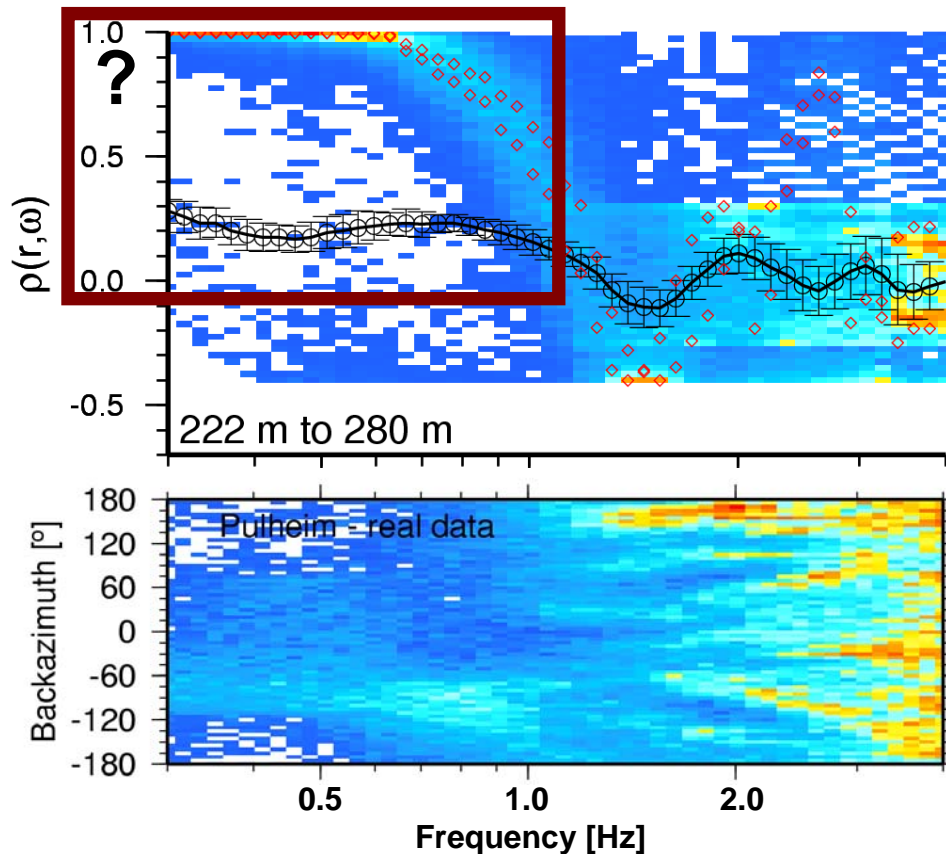 ?
1.0
0.5
0.0
-0.5
ρ(r,ω)
222 m to 280 m
180
120
60
0
-60
-120
-180
Backazimuth [º]
Pulheim - real data
0.5 1.0 2.0
Frequency [Hz]